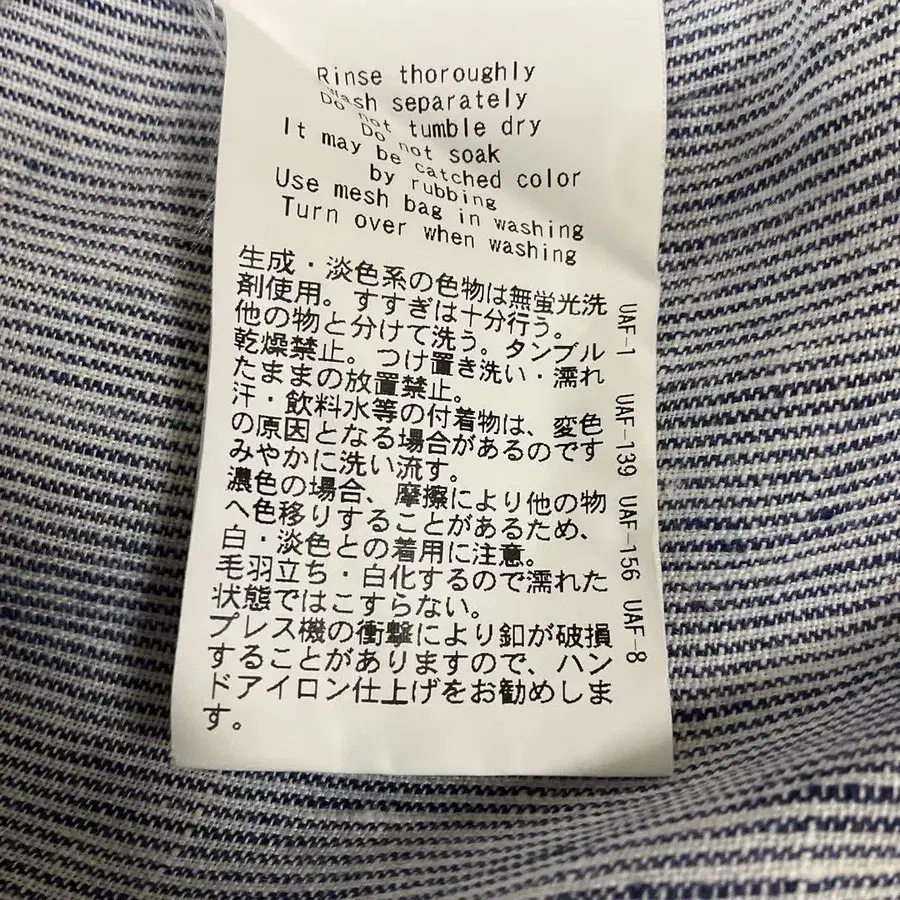 Rinse thoroughly
Wash separately
Do not tumble dry
Do not soak
It may be catched color
by rubbing
Use mesh bag in washing
Turn over when washing
生成・淡色系の色物は無蛍光洗
剤使用。すすぎは十分行う。
他の物と分けて洗う。タンブル
乾燥禁止。つけ置き洗い・濡れ
たままの放置禁止。
汗・飲料水等の付着物は、変色
の原因となる場合があるのです
みやかに洗い流す。
濃色の場合、摩擦により他の物
へ色移りすることがあるため、
白・淡色との着用に注意。
毛羽立ち・白化するので濡れた
状態ではこすらない。
プレス機の衝撃により釦が破損
することがありますので、ハン
ドアイロン仕上げをお勧めしま
す。
UAF-1 UAF-139 UAF-156 UAF-8